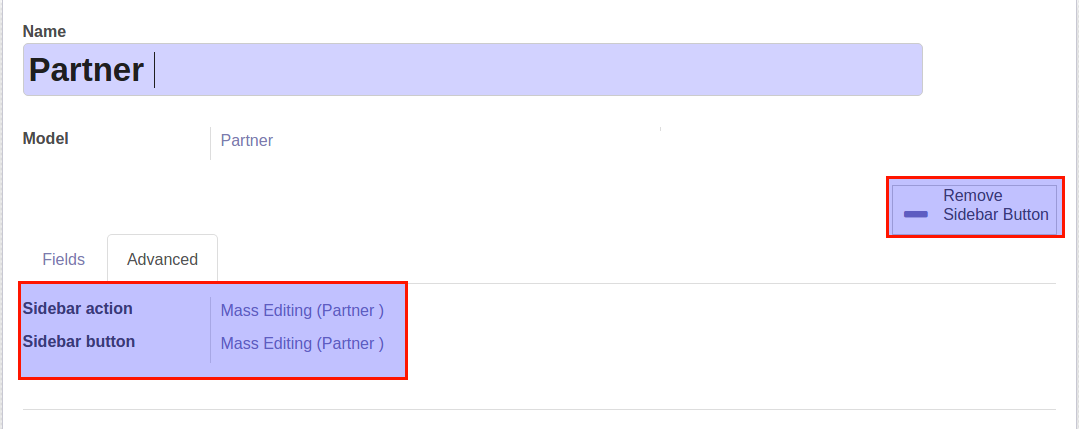 Name
Partner
Model
Partner
Remove
Sidebar Button
Fields
Advanced
Sidebar action
Mass Editing (Partner )
Sidebar button
Mass Editing (Partner )